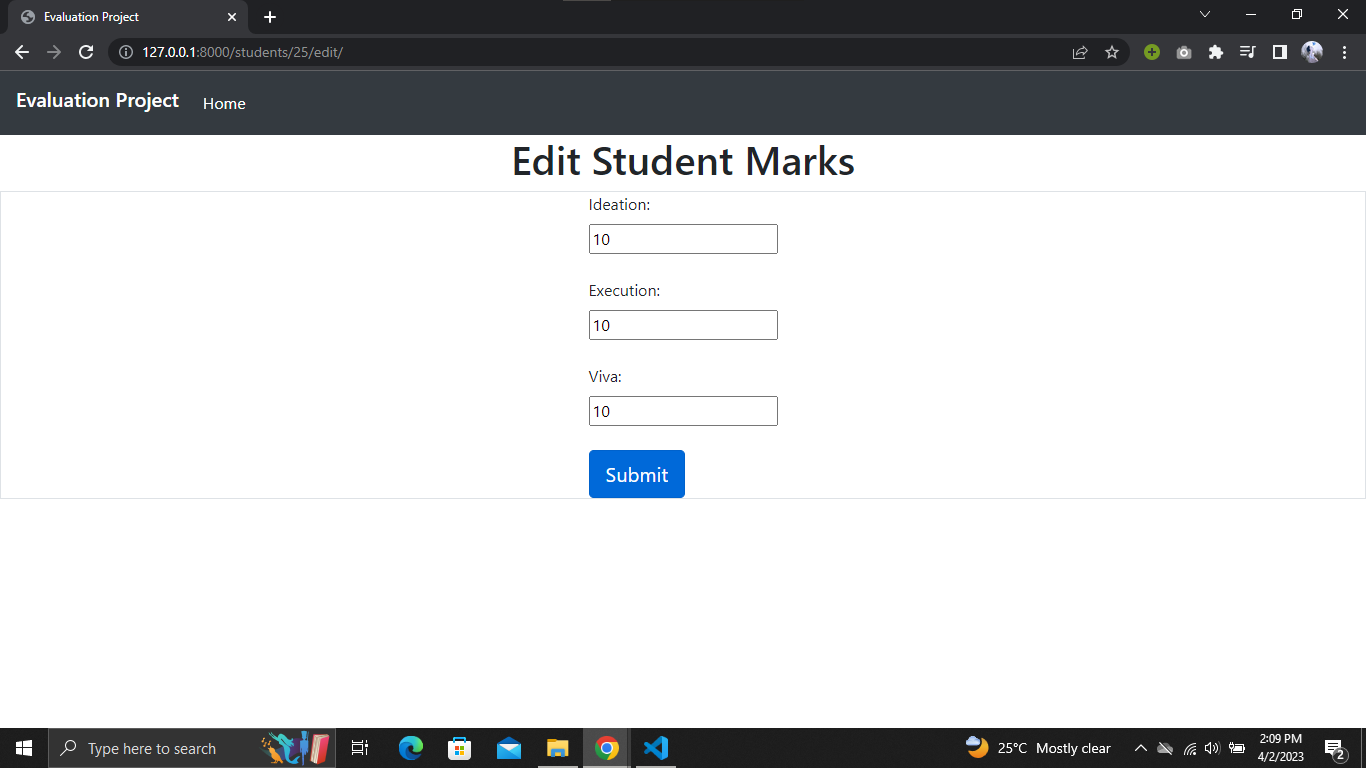 Evaluation Project
127.0.0.1:8000/students/25/edit/
Evaluation Project Home
Edit Student Marks
Ideation:
10
Execution:
10
Viva:
10
Submit
Type here to search
25°C Mostly clear
2:09 PM
4/2/2023
2